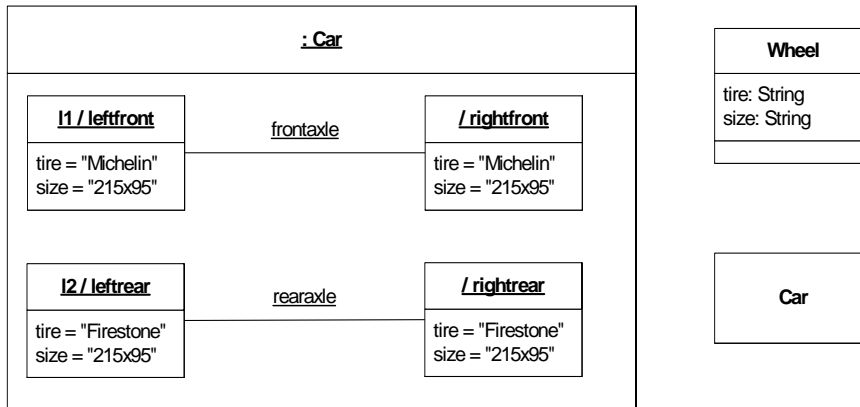 : Car
l1 / leftfront
tire = "Michelin"
size = "215x95"
frontaxle
/ rightfront
tire = "Michelin"
size = "215x95"
l2 / leftrear
tire = "Firestone"
size = "215x95"
rearaxle
/ rightrear
tire = "Firestone"
size = "215x95"
Wheel
tire: String
size: String
Car